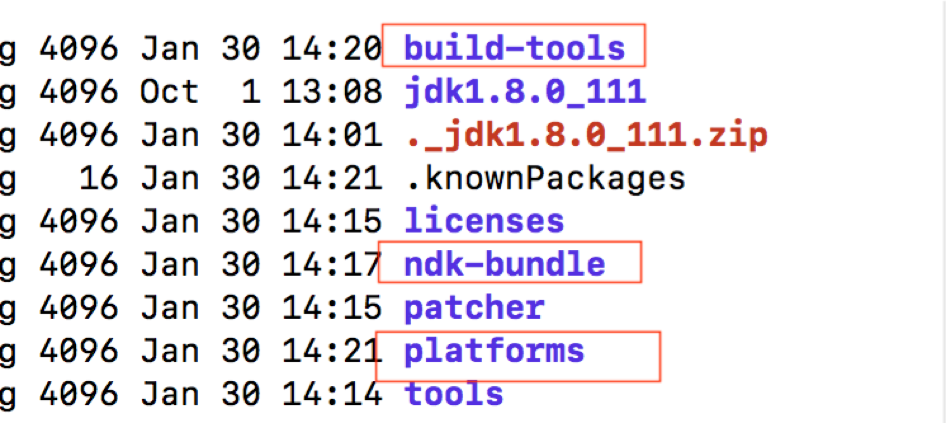 g 4096 Jan 30 14:20 build-tools
g 4096 Oct  1 13:08 jdk1.8.0_111
g 4096 Jan 30 14:01 ._jdk1.8.0_111.zip
g   16 Jan 30 14:21 .knownPackages
g 4096 Jan 30 14:15 licenses
g 4096 Jan 30 14:17 ndk-bundle
g 4096 Jan 30 14:15 patcher
g 4096 Jan 30 14:21 platforms
g 4096 Jan 30 14:14 tools